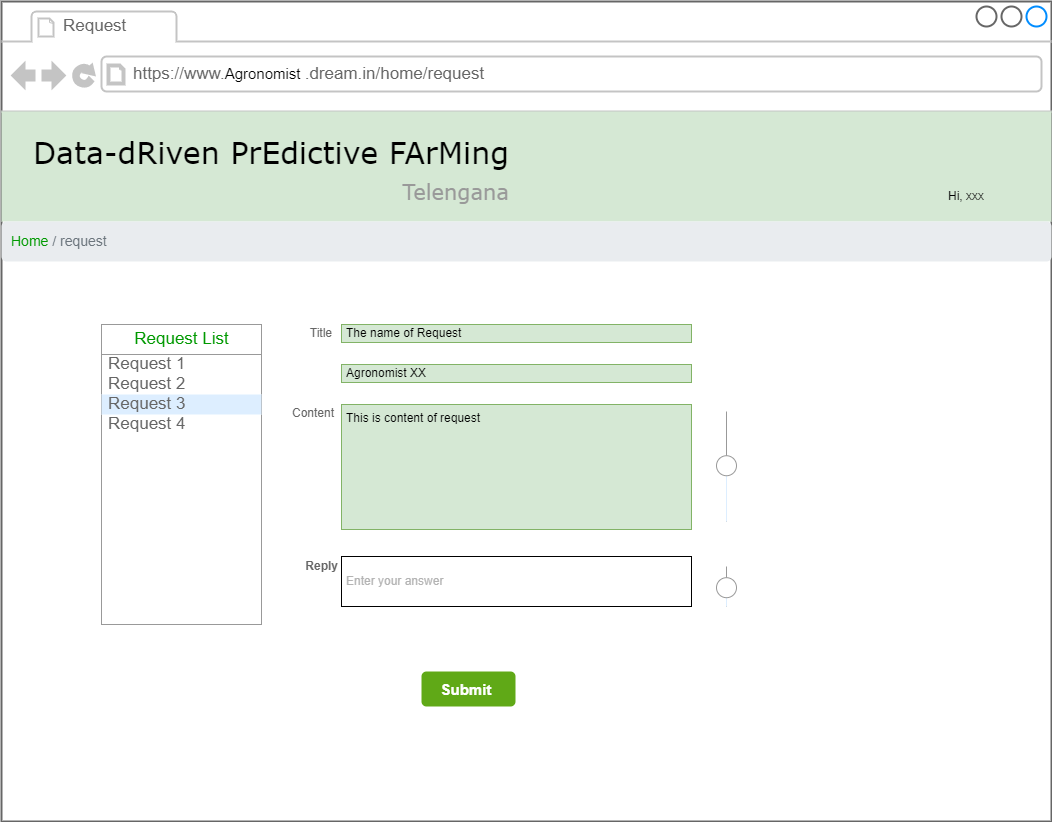 Request
https://www.Agronomist .dream.in/home/request
Data-dRiven PrEdictive FArMing
Telengana
Hi, xxx
Home / request
Request List
Request 1
Request 2
Request 3
Request 4
Title
The name of Request
Agronomist XX
Content
This is content of request
Reply
Enter your answer
Submit